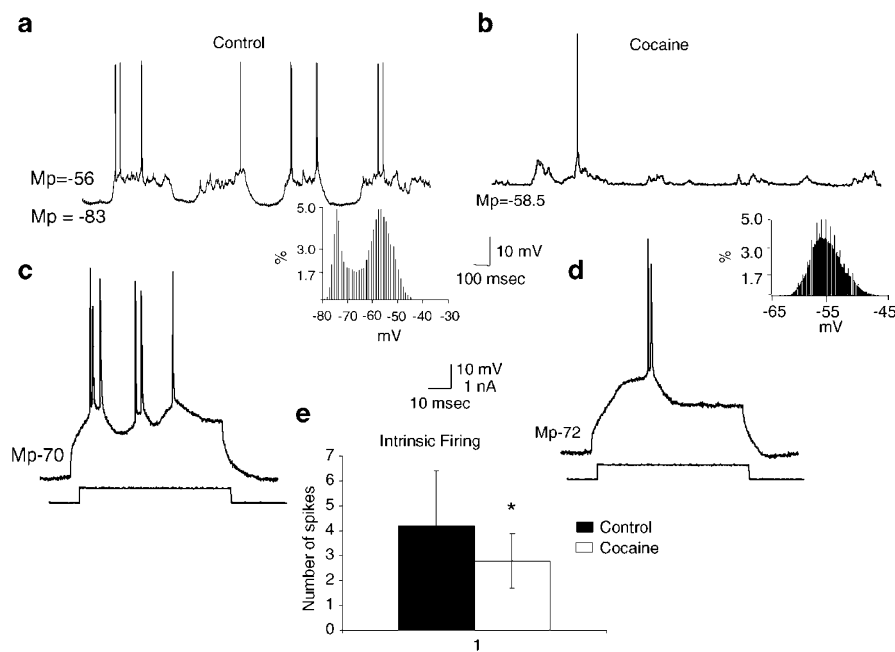 a
Control
Mp=-56
Mp = -83
5.0
3.0
1.7
%
-80 -70 -60 -50 -40 -30
mV
10 mV
100 msec
b
Cocaine
Mp=-58.5
5.0
3.0
1.7
%
-65 -55 -45
mV
c
Mp-70
10 mV
1 nA
10 msec
d
Mp-72
e
Intrinsic Firing
Number of spikes
7
6
5
4
3
2
1
0
*
1
Control
Cocaine